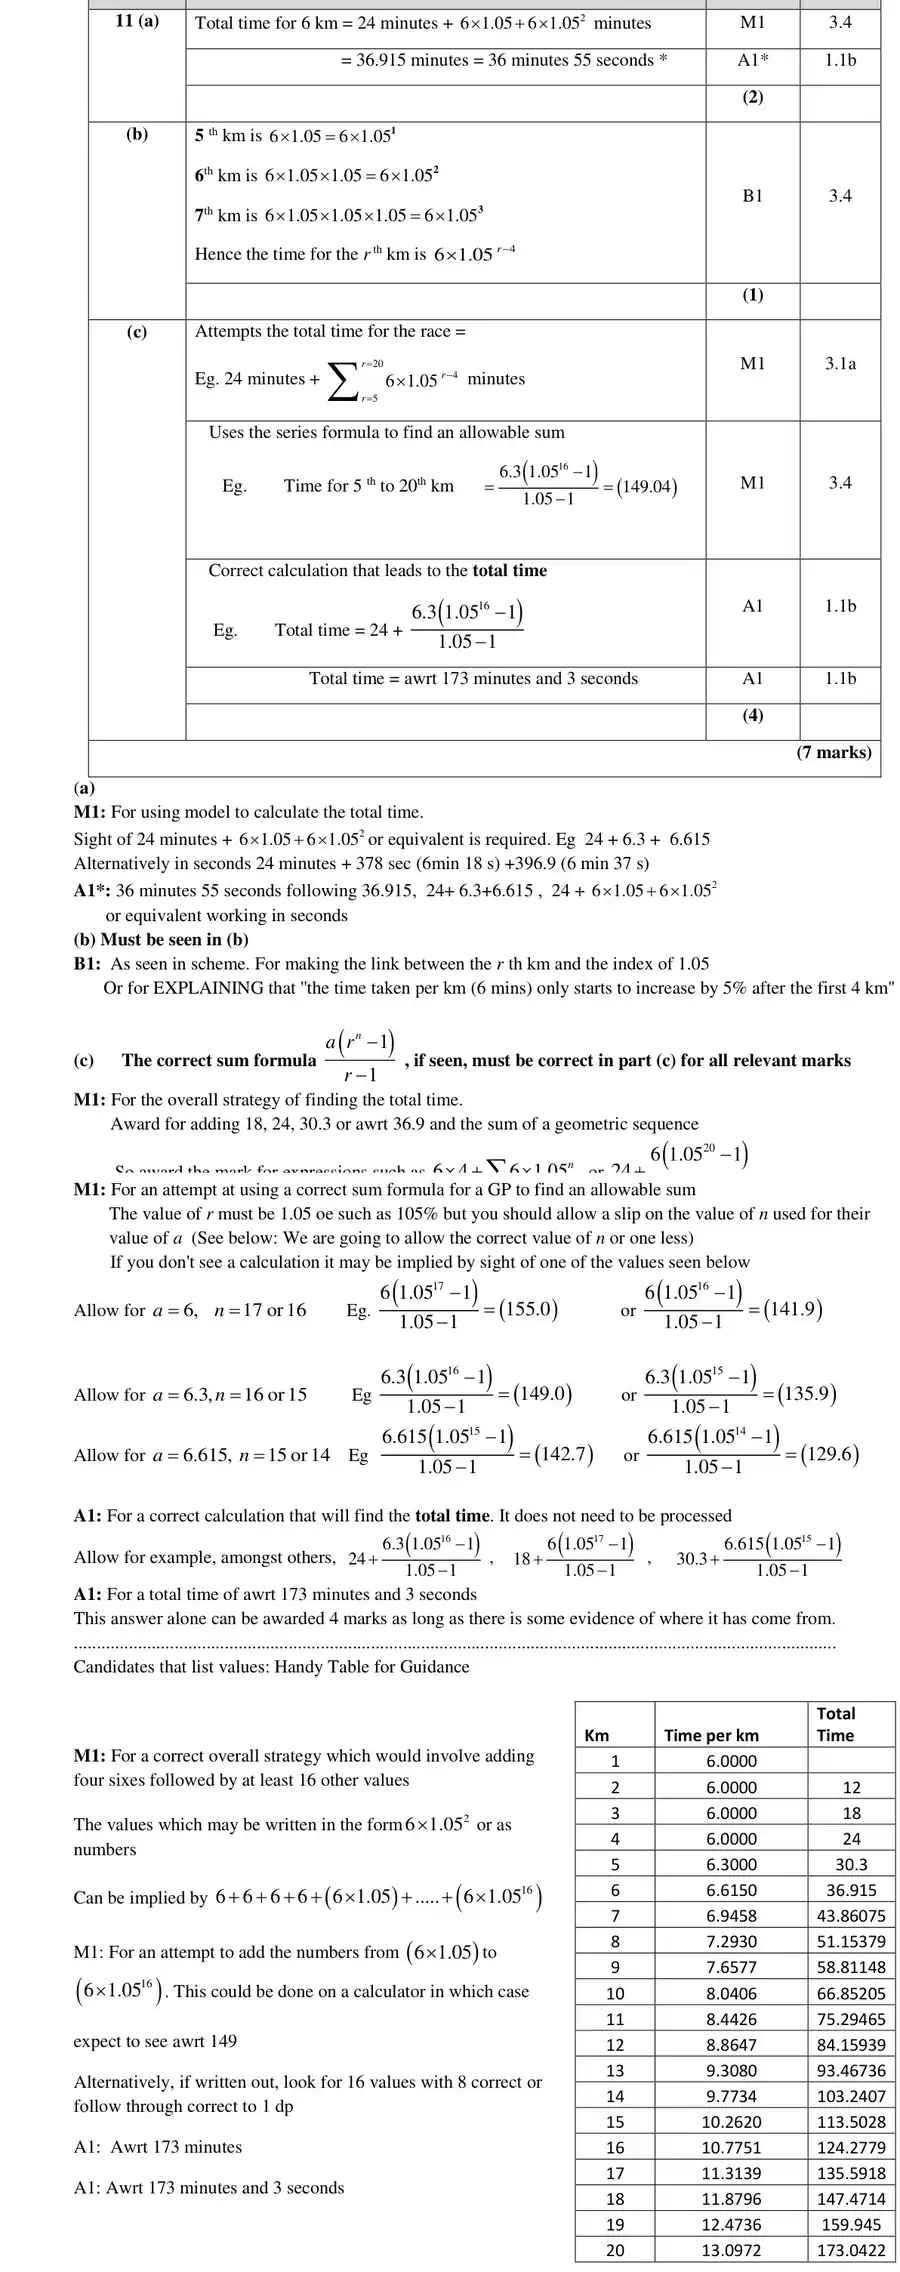 11 (a) Total time for 6 km = 24 minutes + 6×1.05+6×1.05² minutes M1 3.4
= 36.915 minutes = 36 minutes 55 seconds * A1* 1.1b
(2)
(b) 5 th km is 6×1.05 = 6×1.05¹
6th km is 6×1.05×1.05 = 6×1.05²
7th km is 6×1.05×1.05×1.05 = 6×1.05³
B1 3.4
Hence the time for the r th km is 6×1.05 ʳ⁻⁴
(1)
(c) Attempts the total time for the race =
Eg. 24 minutes + ∑ r=5 r=20 6×1.05 ʳ⁻⁴ minutes M1 3.1a
Uses the series formula to find an allowable sum
Eg. Time for 5 th to 20th km = 6.3(1.05¹⁶ −1) / 1.05−1 = (149.04) M1 3.4
Correct calculation that leads to the total time
Eg. Total time = 24 + 6.3(1.05¹⁶ −1) / 1.05−1 A1 1.1b
Total time = awrt 173 minutes and 3 seconds A1 1.1b
(4)
(7 marks)
(a)
M1: For using model to calculate the total time.
Sight of 24 minutes + 6×1.05+6×1.05² or equivalent is required. Eg 24 + 6.3 + 6.615
Alternatively in seconds 24 minutes + 378 sec (6min 18 s) +396.9 (6 min 37 s)
A1*: 36 minutes 55 seconds following 36.915, 24+ 6.3+6.615 , 24 + 6×1.05+6×1.05²
or equivalent working in seconds
(b) Must be seen in (b)
B1: As seen in scheme. For making the link between the r th km and the index of 1.05
Or for EXPLAINING that "the time taken per km (6 mins) only starts to increase by 5% after the first 4 km"
(c) The correct sum formula a(rⁿ −1) / r−1 , if seen, must be correct in part (c) for all relevant marks
M1: For the overall strategy of finding the total time.
Award for adding 18, 24, 30.3 or awrt 36.9 and the sum of a geometric sequence
So award the mark for expressions such as 6×4+∑6×1.05ⁿ or 24+ 6(1.05²⁰ −1)
M1: For an attempt at using a correct sum formula for a GP to find an allowable sum
The value of r must be 1.05 oe such as 105% but you should allow a slip on the value of n used for their
value of a (See below: We are going to allow the correct value of n or one less)
If you don't see a calculation it may be implied by sight of one of the values seen below
Allow for a = 6, n =17 or 16 Eg. 6(1.05¹⁷ −1) / 1.05−1 = (155.0) or 6(1.05¹⁶ −1) / 1.05−1 = (141.9)
Allow for a = 6.3, n =16 or 15 Eg 6.3(1.05¹⁶ −1) / 1.05−1 = (149.0) or 6.3(1.05¹⁵ −1) / 1.05−1 = (135.9)
Allow for a = 6.615, n =15 or 14 Eg 6.615(1.05¹⁵ −1) / 1.05−1 = (142.7) or 6.615(1.05¹⁴ −1) / 1.05−1 = (129.6)
A1: For a correct calculation that will find the total time. It does not need to be processed
Allow for example, amongst others, 24+ 6.3(1.05¹⁶ −1) / 1.05−1 , 18+ 6(1.05¹⁷ −1) / 1.05−1 , 30.3+ 6.615(1.05¹⁵ −1) / 1.05−1
A1: For a total time of awrt 173 minutes and 3 seconds
This answer alone can be awarded 4 marks as long as there is some evidence of where it has come from.
Candidates that list values: Handy Table for Guidance
M1: For a correct overall strategy which would involve adding
four sixes followed by at least 16 other values
The values which may be written in the form 6×1.05² or as
numbers
Can be implied by 6+6+6+6+(6×1.05)+.....+(6×1.05¹⁶)
M1: For an attempt to add the numbers from (6×1.05) to
(6×1.05¹⁶). This could be done on a calculator in which case
expect to see awrt 149
Alternatively, if written out, look for 16 values with 8 correct or
follow through correct to 1 dp
A1: Awrt 173 minutes
A1: Awrt 173 minutes and 3 seconds
Km Time per km Total Time
1 6.0000
2 6.0000 12
3 6.0000 18
4 6.0000 24
5 6.3000 30.3
6 6.6150 36.915
7 6.9458 43.86075
8 7.2930 51.15379
9 7.6577 58.81148
10 8.0406 66.85205
11 8.4426 75.29465
12 8.8647 84.15939
13 9.3080 93.46736
14 9.7734 103.2407
15 10.2620 113.5028
16 10.7751 124.2779
17 11.3139 135.5918
18 11.8796 147.4714
19 12.4736 159.945
20 13.0972 173.0422